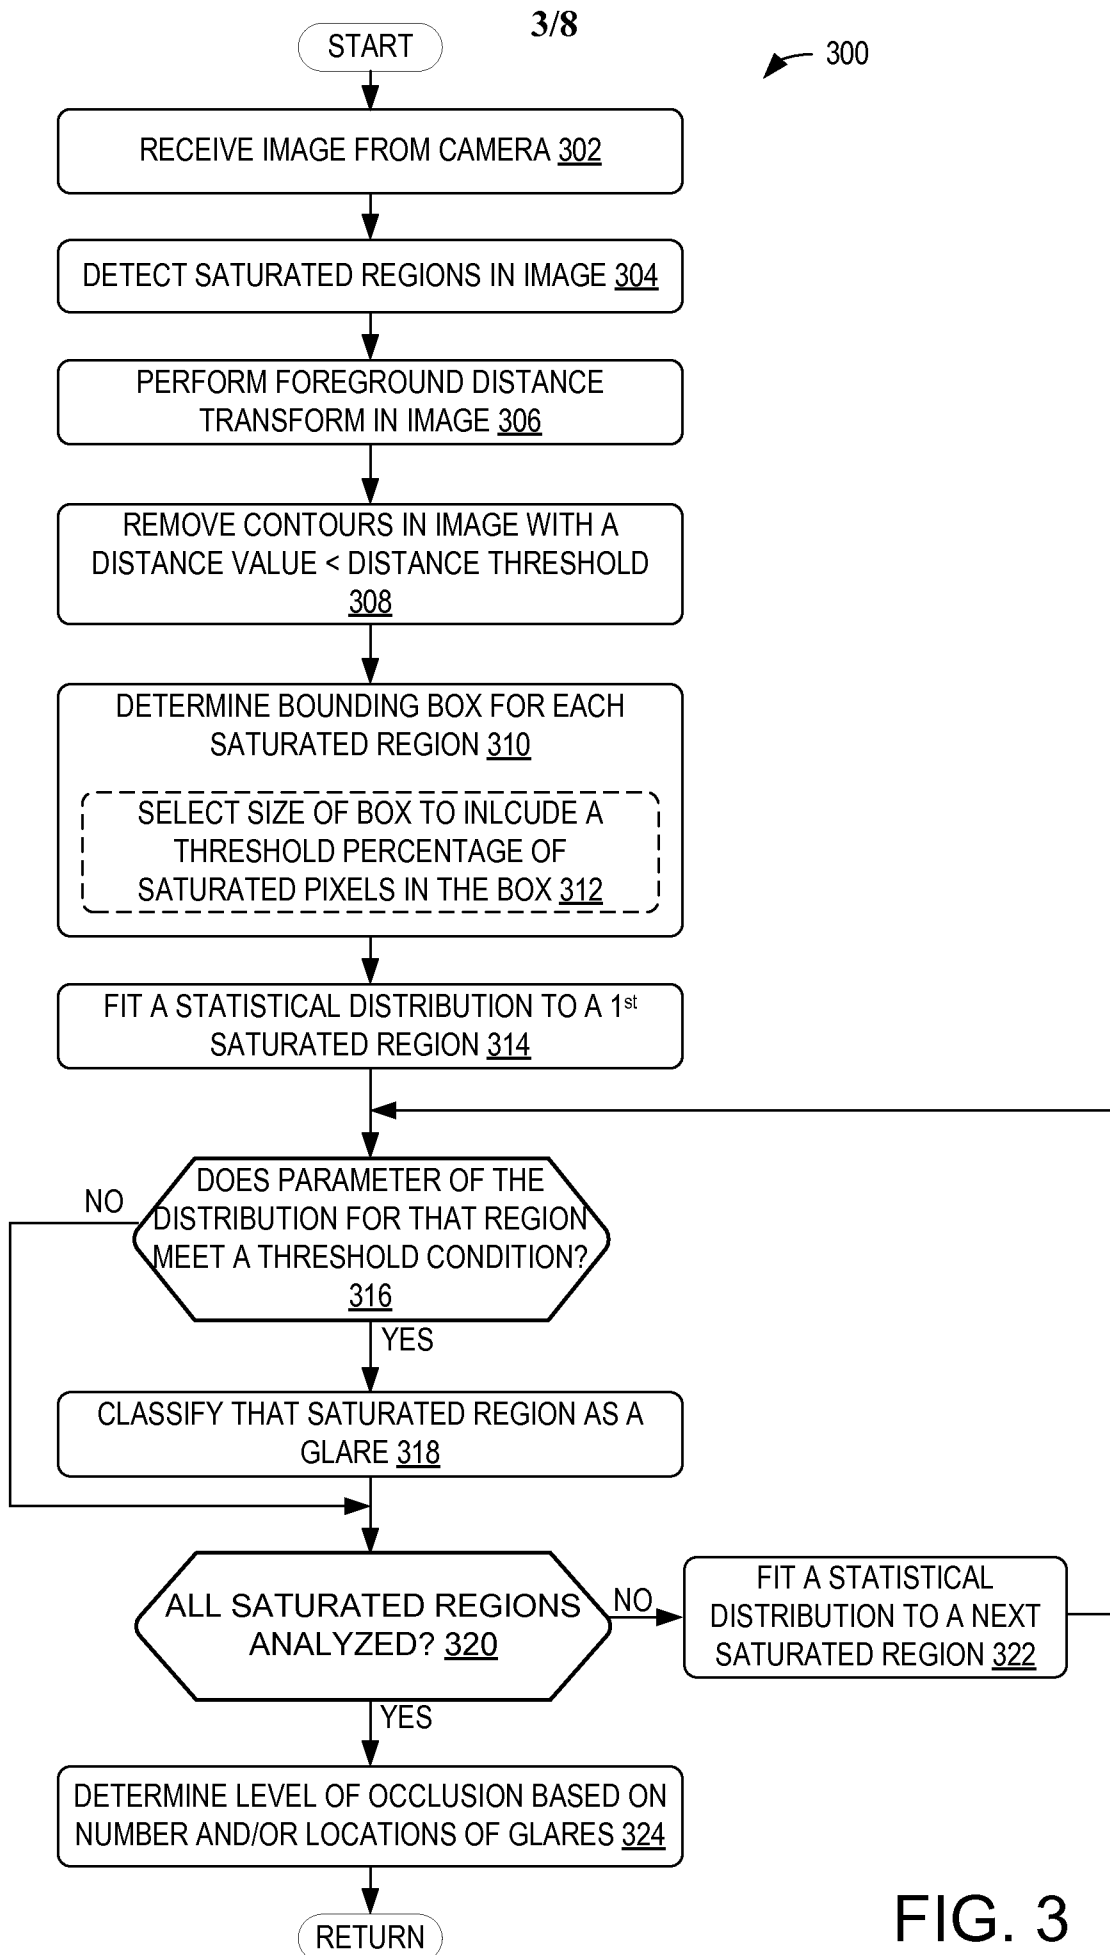 3/8
START
300
RECEIVE IMAGE FROM CAMERA 302
DETECT SATURATED REGIONS IN IMAGE 304
PERFORM FOREGROUND DISTANCE
TRANSFORM IN IMAGE 306
REMOVE CONTOURS IN IMAGE WITH A
DISTANCE VALUE < DISTANCE THRESHOLD
308
DETERMINE BOUNDING BOX FOR EACH
SATURATED REGION 310
SELECT SIZE OF BOX TO INLCUDE A
THRESHOLD PERCENTAGE OF
SATURATED PIXELS IN THE BOX 312
FIT A STATISTICAL DISTRIBUTION TO A 1st
SATURATED REGION 314
DOES PARAMETER OF THE
DISTRIBUTION FOR THAT REGION
MEET A THRESHOLD CONDITION?
316
NO
YES
CLASSIFY THAT SATURATED REGION AS A
GLARE 318
ALL SATURATED REGIONS
ANALYZED? 320
NO
FIT A STATISTICAL
DISTRIBUTION TO A NEXT
SATURATED REGION 322
YES
DETERMINE LEVEL OF OCCLUSION BASED ON
NUMBER AND/OR LOCATIONS OF GLARES 324
RETURN
FIG. 3